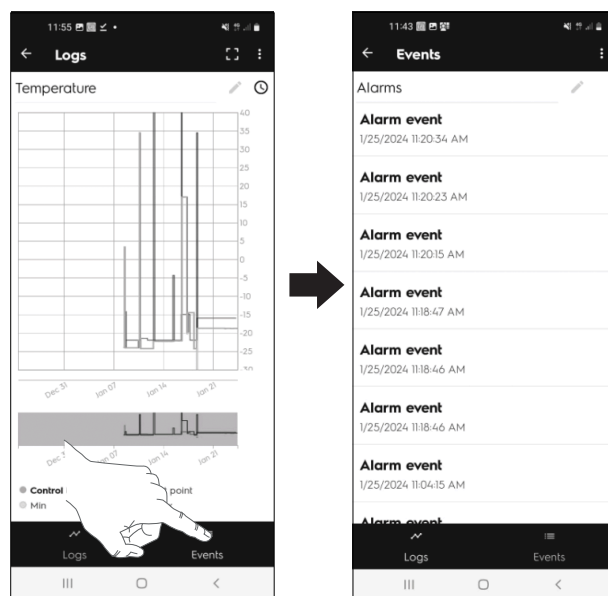 11:55
Logs
Temperature
40
35
30
25
20
15
10
5
0
-5
-10
-15
-20
-25
-30
Dec 31
Jan 07
Jan 14
Jan 21
Dec 3
Jan 14
Jan 21
Control
point
Min
Logs
Events
11:43
Events
Alarms
Alarm event
1/25/2024 11:20:34 AM
Alarm event
1/25/2024 11:20:23 AM
Alarm event
1/25/2024 11:20:15 AM
Alarm event
1/25/2024 11:18:47 AM
Alarm event
1/25/2024 11:18:46 AM
Alarm event
1/25/2024 11:18:46 AM
Alarm event
1/25/2024 11:04:15 AM
Alarm event
Logs
Events